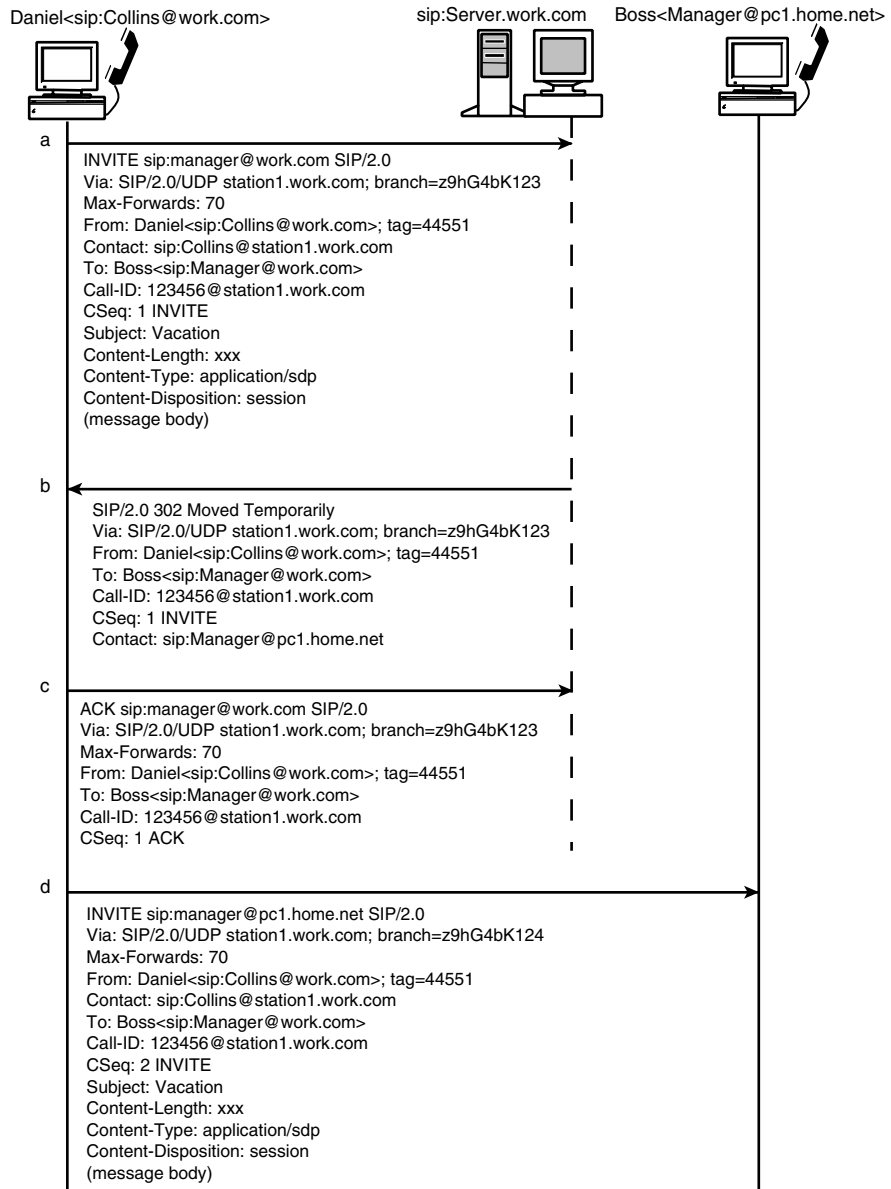 Daniel<sip:Collins@work.com>
sip:Server.work.com
Boss<Manager@pc1.home.net>
a
INVITE sip:manager@work.com SIP/2.0
Via: SIP/2.0/UDP station1.work.com; branch=z9hG4bK123
Max-Forwards: 70
From: Daniel<sip:Collins@work.com>; tag=44551
Contact: sip:Collins@station1.work.com
To: Boss<sip:Manager@work.com>
Call-ID: 123456@station1.work.com
CSeq: 1 INVITE
Subject: Vacation
Content-Length: xxx
Content-Type: application/sdp
Content-Disposition: session
(message body)
b
SIP/2.0 302 Moved Temporarily
Via: SIP/2.0/UDP station1.work.com; branch=z9hG4bK123
From: Daniel<sip:Collins@work.com>; tag=44551
To: Boss<sip:Manager@work.com>
Call-ID: 123456@station1.work.com
CSeq: 1 INVITE
Contact: sip:Manager@pc1.home.net
c
ACK sip:manager@work.com SIP/2.0
Via: SIP/2.0/UDP station1.work.com; branch=z9hG4bK123
Max-Forwards: 70
From: Daniel<sip:Collins@work.com>; tag=44551
To: Boss<sip:Manager@work.com>
Call-ID: 123456@station1.work.com
CSeq: 1 ACK
d
INVITE sip:manager@pc1.home.net SIP/2.0
Via: SIP/2.0/UDP station1.work.com; branch=z9hG4bK124
Max-Forwards: 70
From: Daniel<sip:Collins@work.com>; tag=44551
Contact: sip:Collins@station1.work.com
To: Boss<sip:Manager@work.com>
Call-ID: 123456@station1.work.com
CSeq: 2 INVITE
Subject: Vacation
Content-Length: xxx
Content-Type: application/sdp
Content-Disposition: session
(message body)